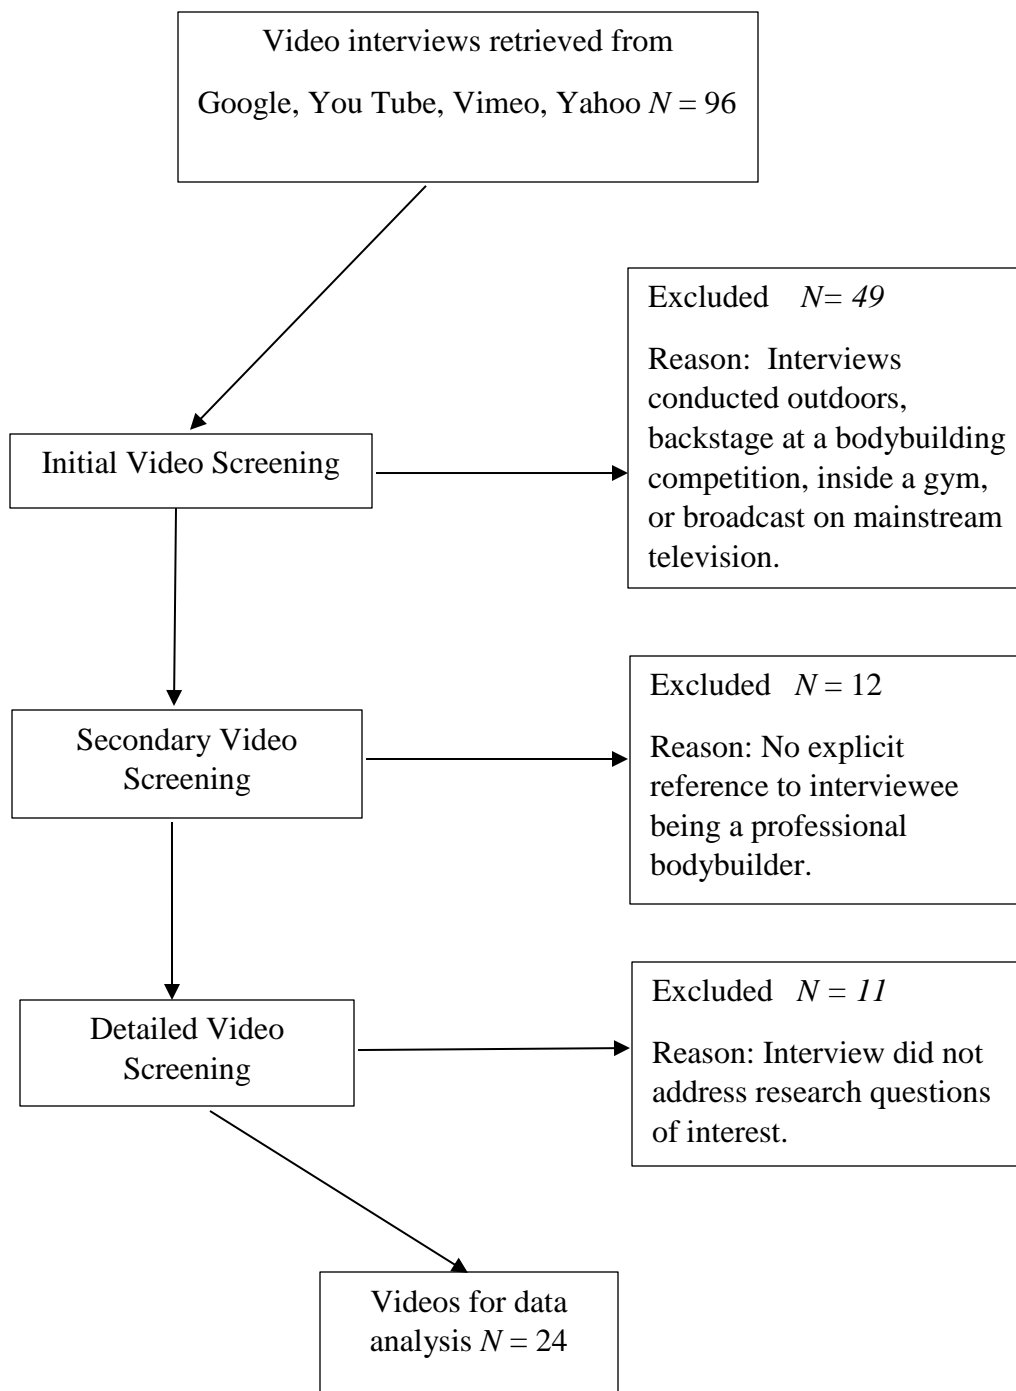 Video interviews retrieved from
Google, You Tube, Vimeo, Yahoo N = 96
Excluded N= 49
Reason: Interviews
conducted outdoors,
backstage at a bodybuilding
competition, inside a gym,
or broadcast on mainstream
television.
Initial Video Screening
Excluded N = 12
Reason: No explicit
reference to interviewee
being a professional
bodybuilder.
Secondary Video
Screening
Excluded N = 11
Reason: Interview did not
address research questions
of interest.
Detailed Video
Screening
Videos for data
analysis N = 24